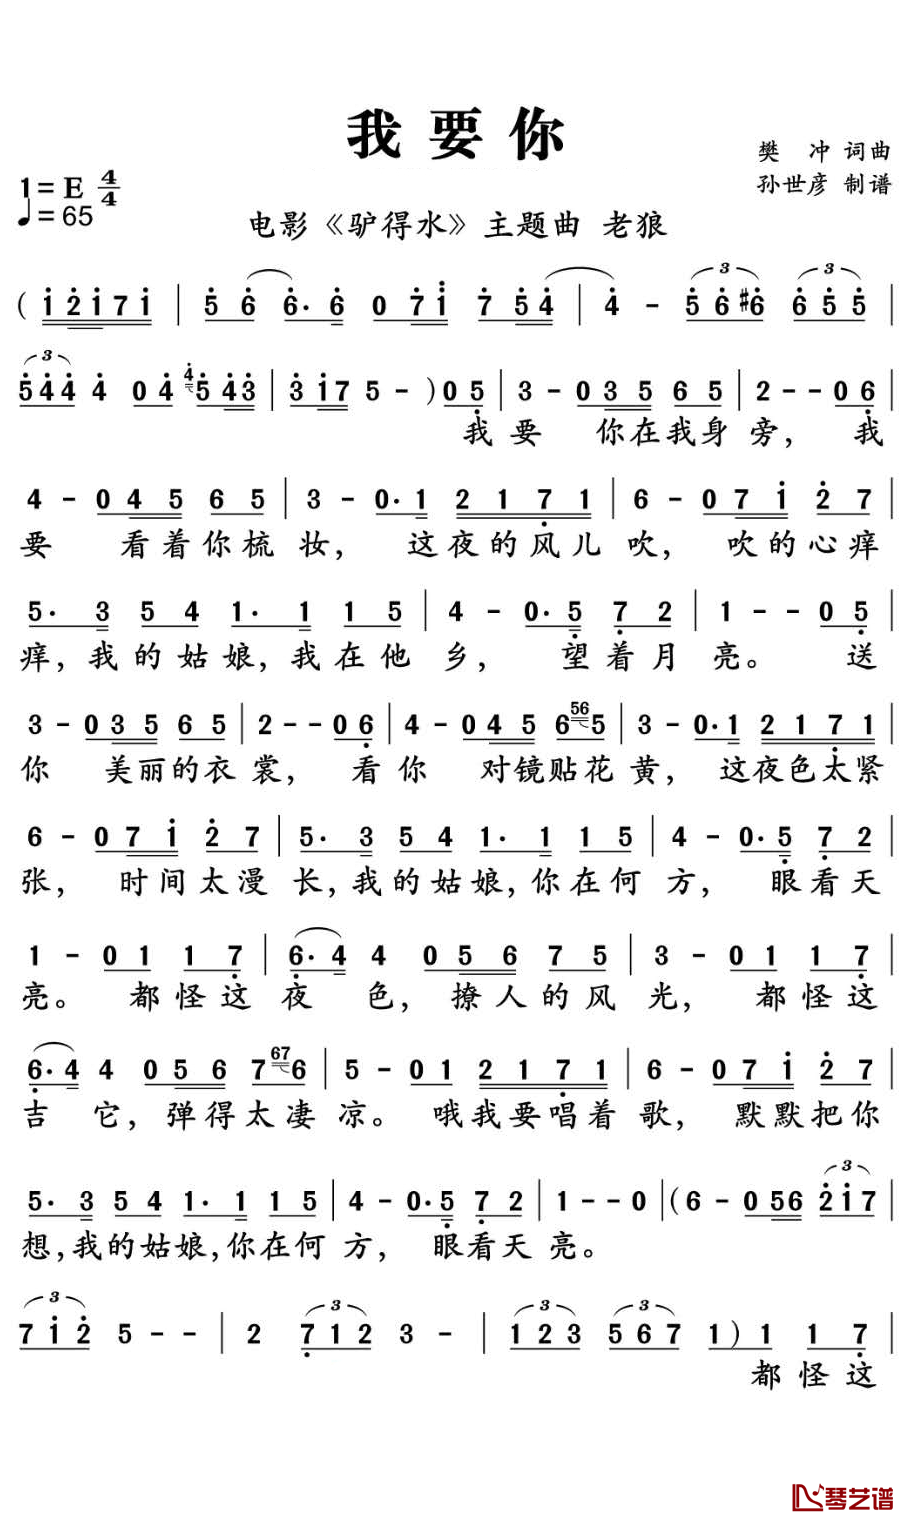 我要你
樊 冲 词曲
1= E 4/4
孙世彦 制谱
♩= 65
电影《驴得水》主题曲 老狼
( 1 2 1 7 1 | 5 6 6· 6 0 7 1 7 5 4 | 4 - 5 6 #6 6 5 5 |
5 4 4 4 0 4 4 5 4 3 | 3 1 7 5 - ) 0 5 | 3 - 0 3 5 6 5 | 2 - - 0 6 |
我 要 你在我身 旁， 我
4 - 0 4 5 6 5 | 3 - 0· 1 2 1 7 1 | 6 - 0 7 1 2 7 |
要 看着你梳 妆， 这夜的风儿 吹， 吹的心痒
5· 3 5 4 1· 1 1 5 | 4 - 0· 5 7 2 | 1 - - 0 5 |
痒，我的姑娘，我在他 乡， 望着月 亮。 送
3 - 0 3 5 6 5 | 2 - - 0 6 | 4 - 0 4 5 6 56 5 | 3 - 0· 1 2 1 7 1 |
你 美丽的衣 裳， 看你 对镜贴花 黄， 这夜色太紧
6 - 0 7 1 2 7 | 5· 3 5 4 1· 1 1 5 | 4 - 0· 5 7 2 |
张， 时间太漫 长，我的姑娘，你在何 方， 眼看天
1 - 0 1 1 7 | 6· 4 4 0 5 6 7 5 | 3 - 0 1 1 7 |
亮。 都怪这 夜 色， 撩人的风 光， 都怪这
6· 4 4 0 5 6 7 67 6 | 5 - 0 1 2 1 7 1 | 6 - 0 7 1 2 7 |
吉 它，弹得太凄 凉。 哦我要唱着 歌， 默默把你
5· 3 5 4 1· 1 1 5 | 4 - 0· 5 7 2 | 1 - - 0 | ( 6 - 0 5 6 2 1 7 |
想，我的姑娘，你在何 方， 眼看天 亮。
7 1 2 5 - - | 2 7 1 2 3 - | 1 2 3 5 6 7 1 ) 1 1 7 |
都 怪 这
琴艺谱